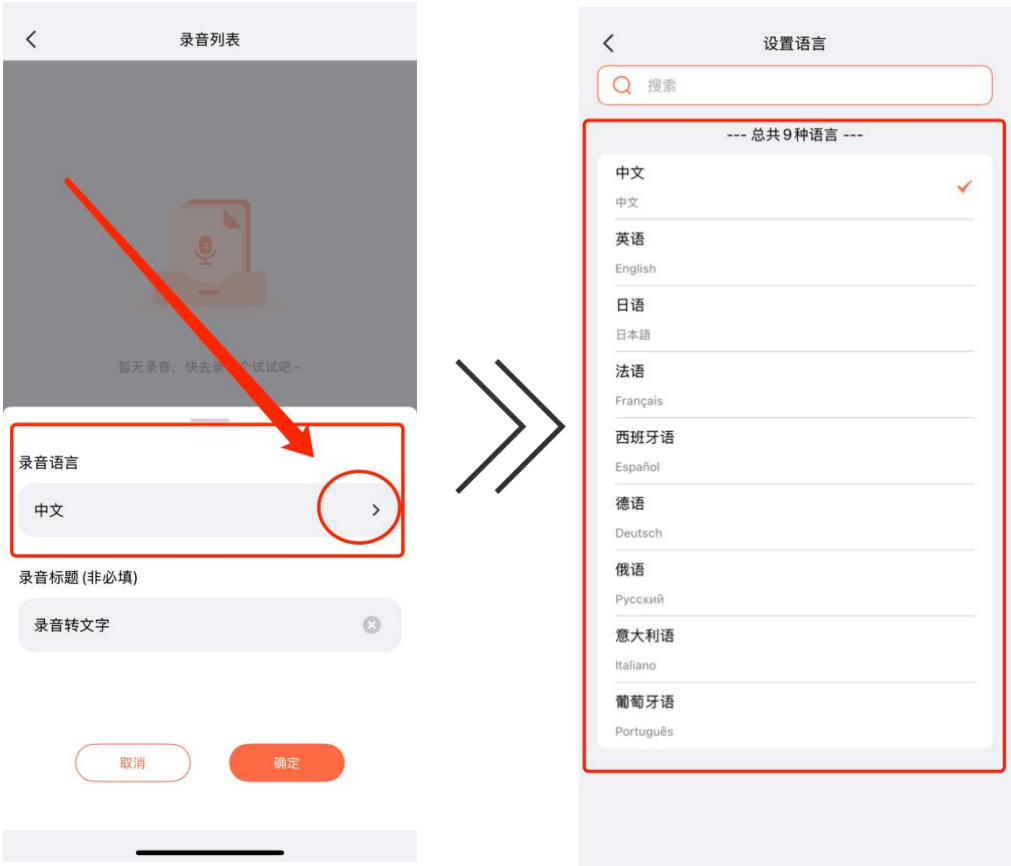 录音列表
暂无录音，快去录个试试吧~
录音语言
中文
录音标题(非必填)
录音转文字
取消
确定
设置语言
搜索
--- 总共9种语言 ---
中文
中文
英语
English
日语
日本語
法语
Français
西班牙语
Español
德语
Deutsch
俄语
Русский
意大利语
Italiano
葡萄牙语
Português